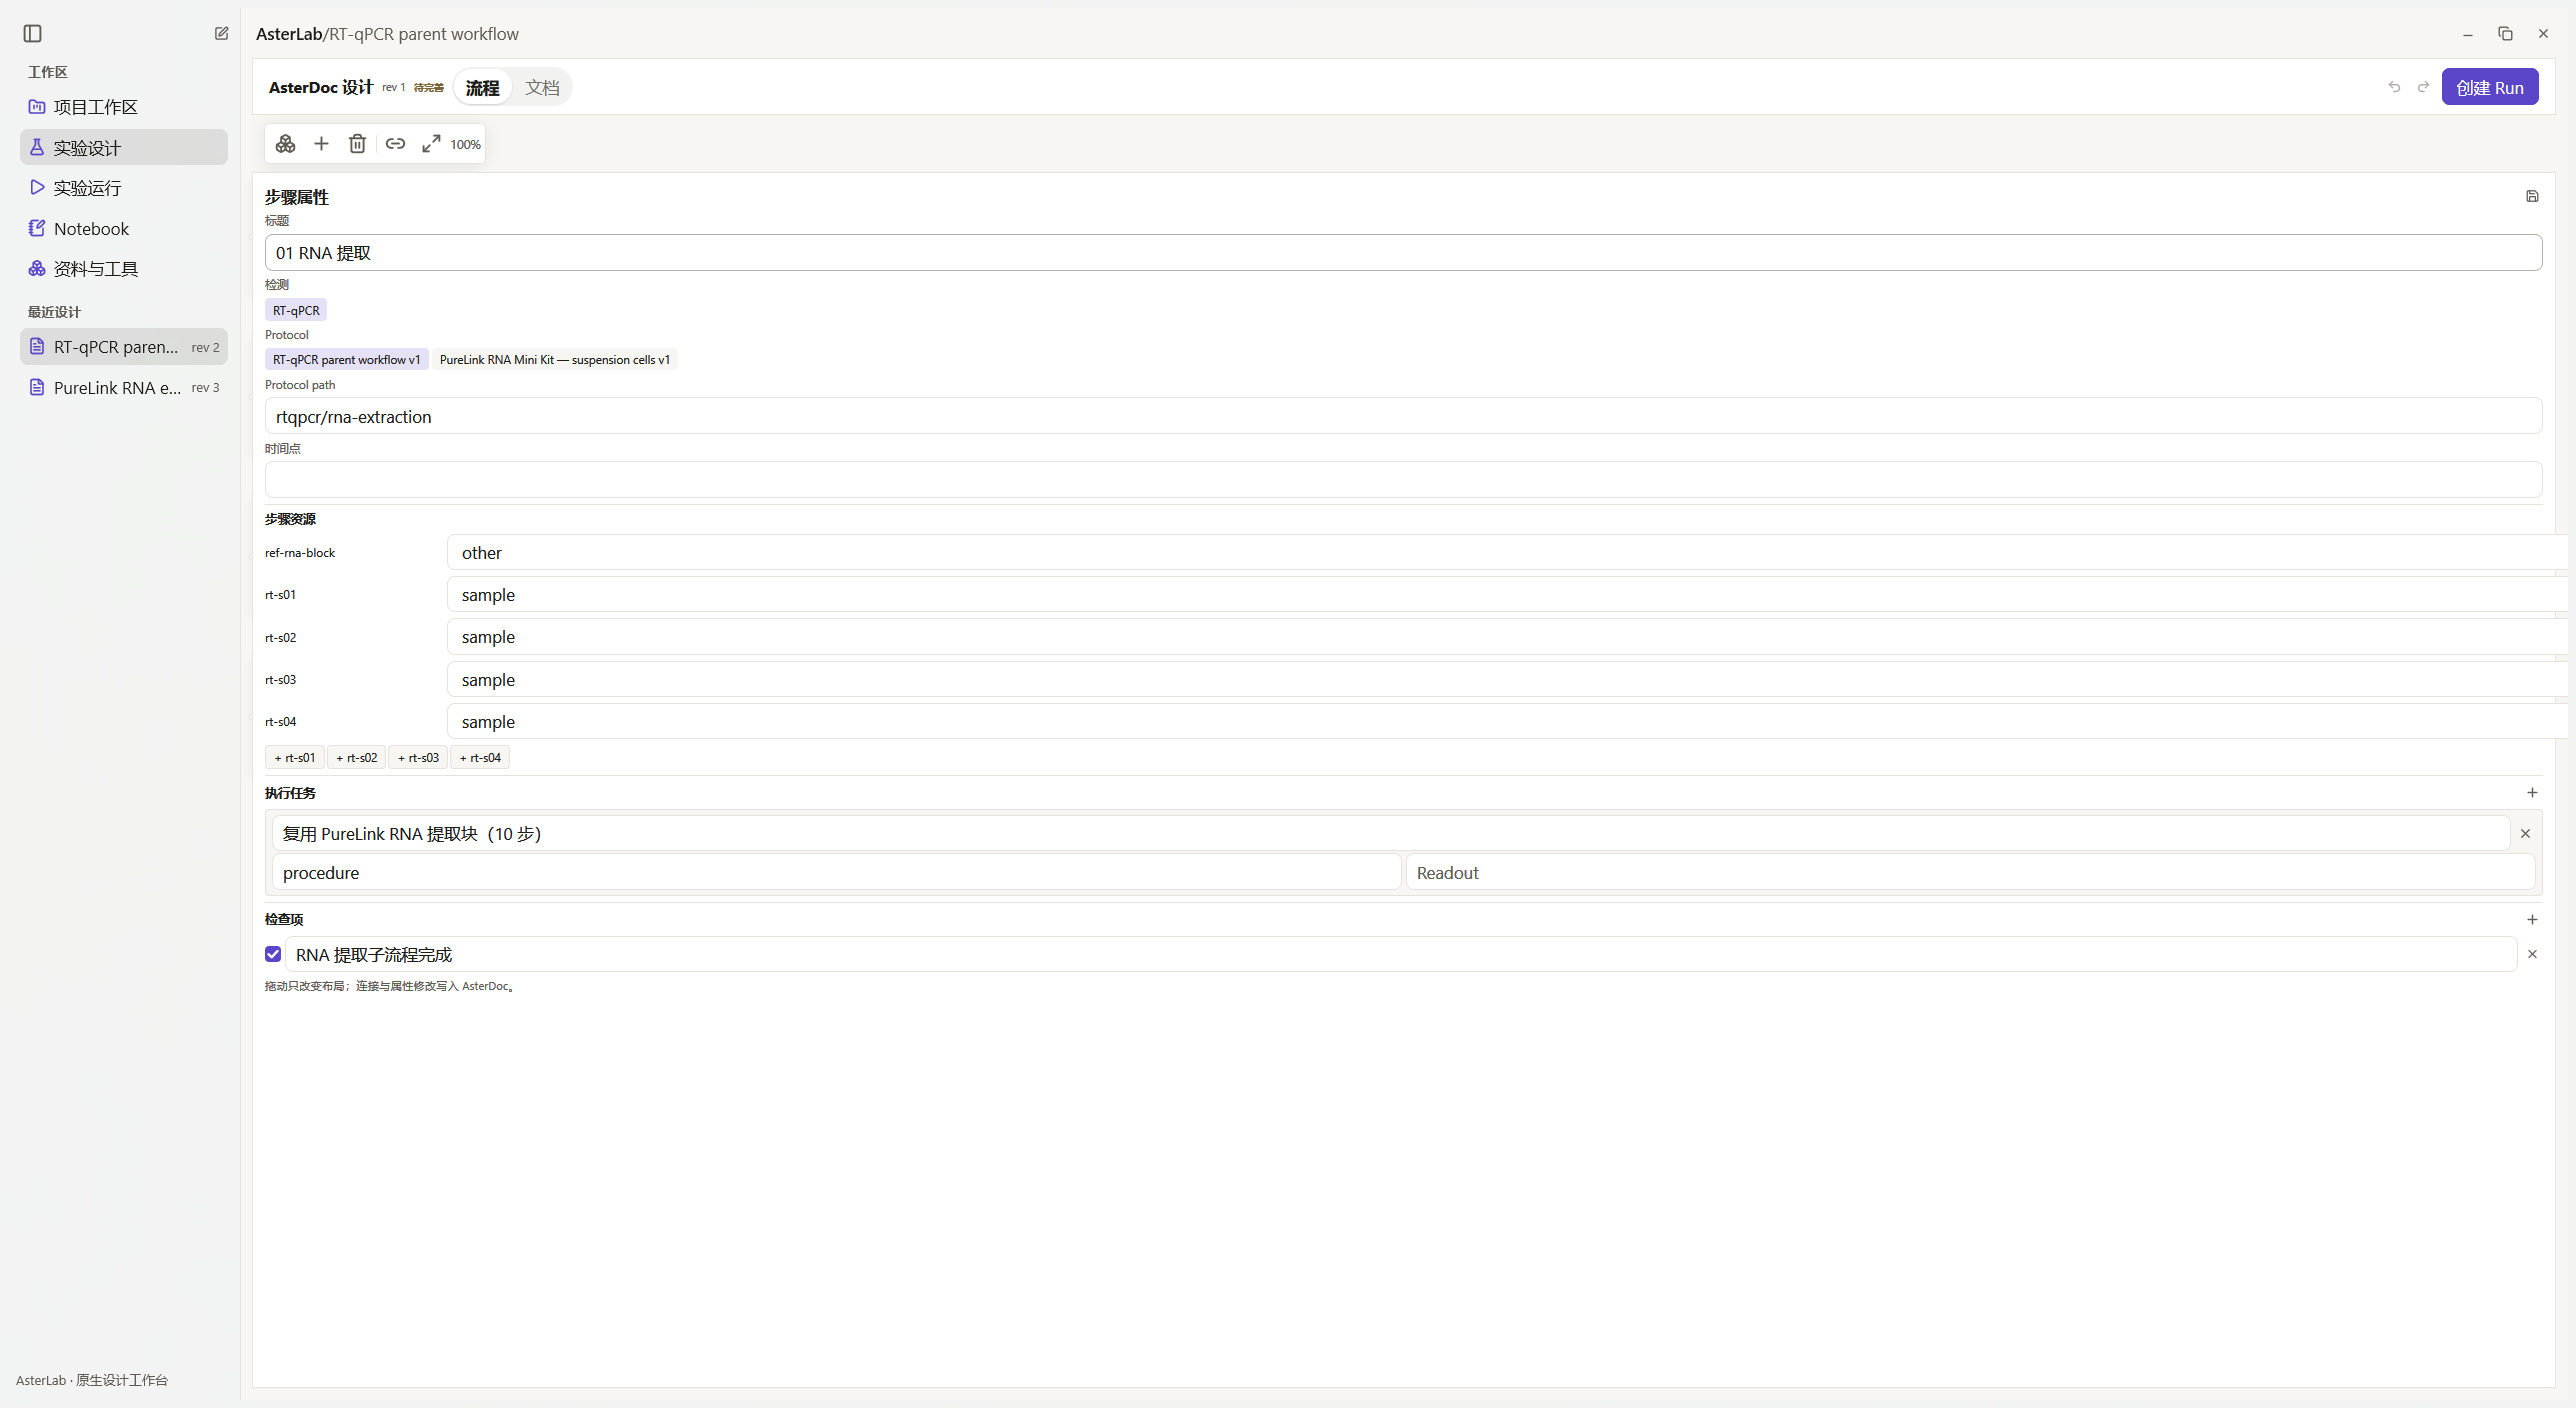 AsterLab/RT-qPCR parent workflow
工作区
项目工作区
实验设计
实验运行
Notebook
资料与工具
最近设计
RT-qPCR paren... rev 2
PureLink RNA e... rev 3
AsterLab · 原生设计工作台
AsterDoc 设计 rev 1 待完善 流程 文档
创建 Run
100%
步骤属性
标题
01 RNA 提取
检测
RT-qPCR
Protocol
RT-qPCR parent workflow v1 PureLink RNA Mini Kit — suspension cells v1
Protocol path
rtqpcr/rna-extraction
时间点
步骤资源
ref-rna-block other
rt-s01 sample
rt-s02 sample
rt-s03 sample
rt-s04 sample
+ rt-s01 + rt-s02 + rt-s03 + rt-s04
执行任务
复用 PureLink RNA 提取块（10 步）
procedure Readout
检查项
RNA 提取子流程完成
拖动只改变布局；连接与属性修改写入 AsterDoc。